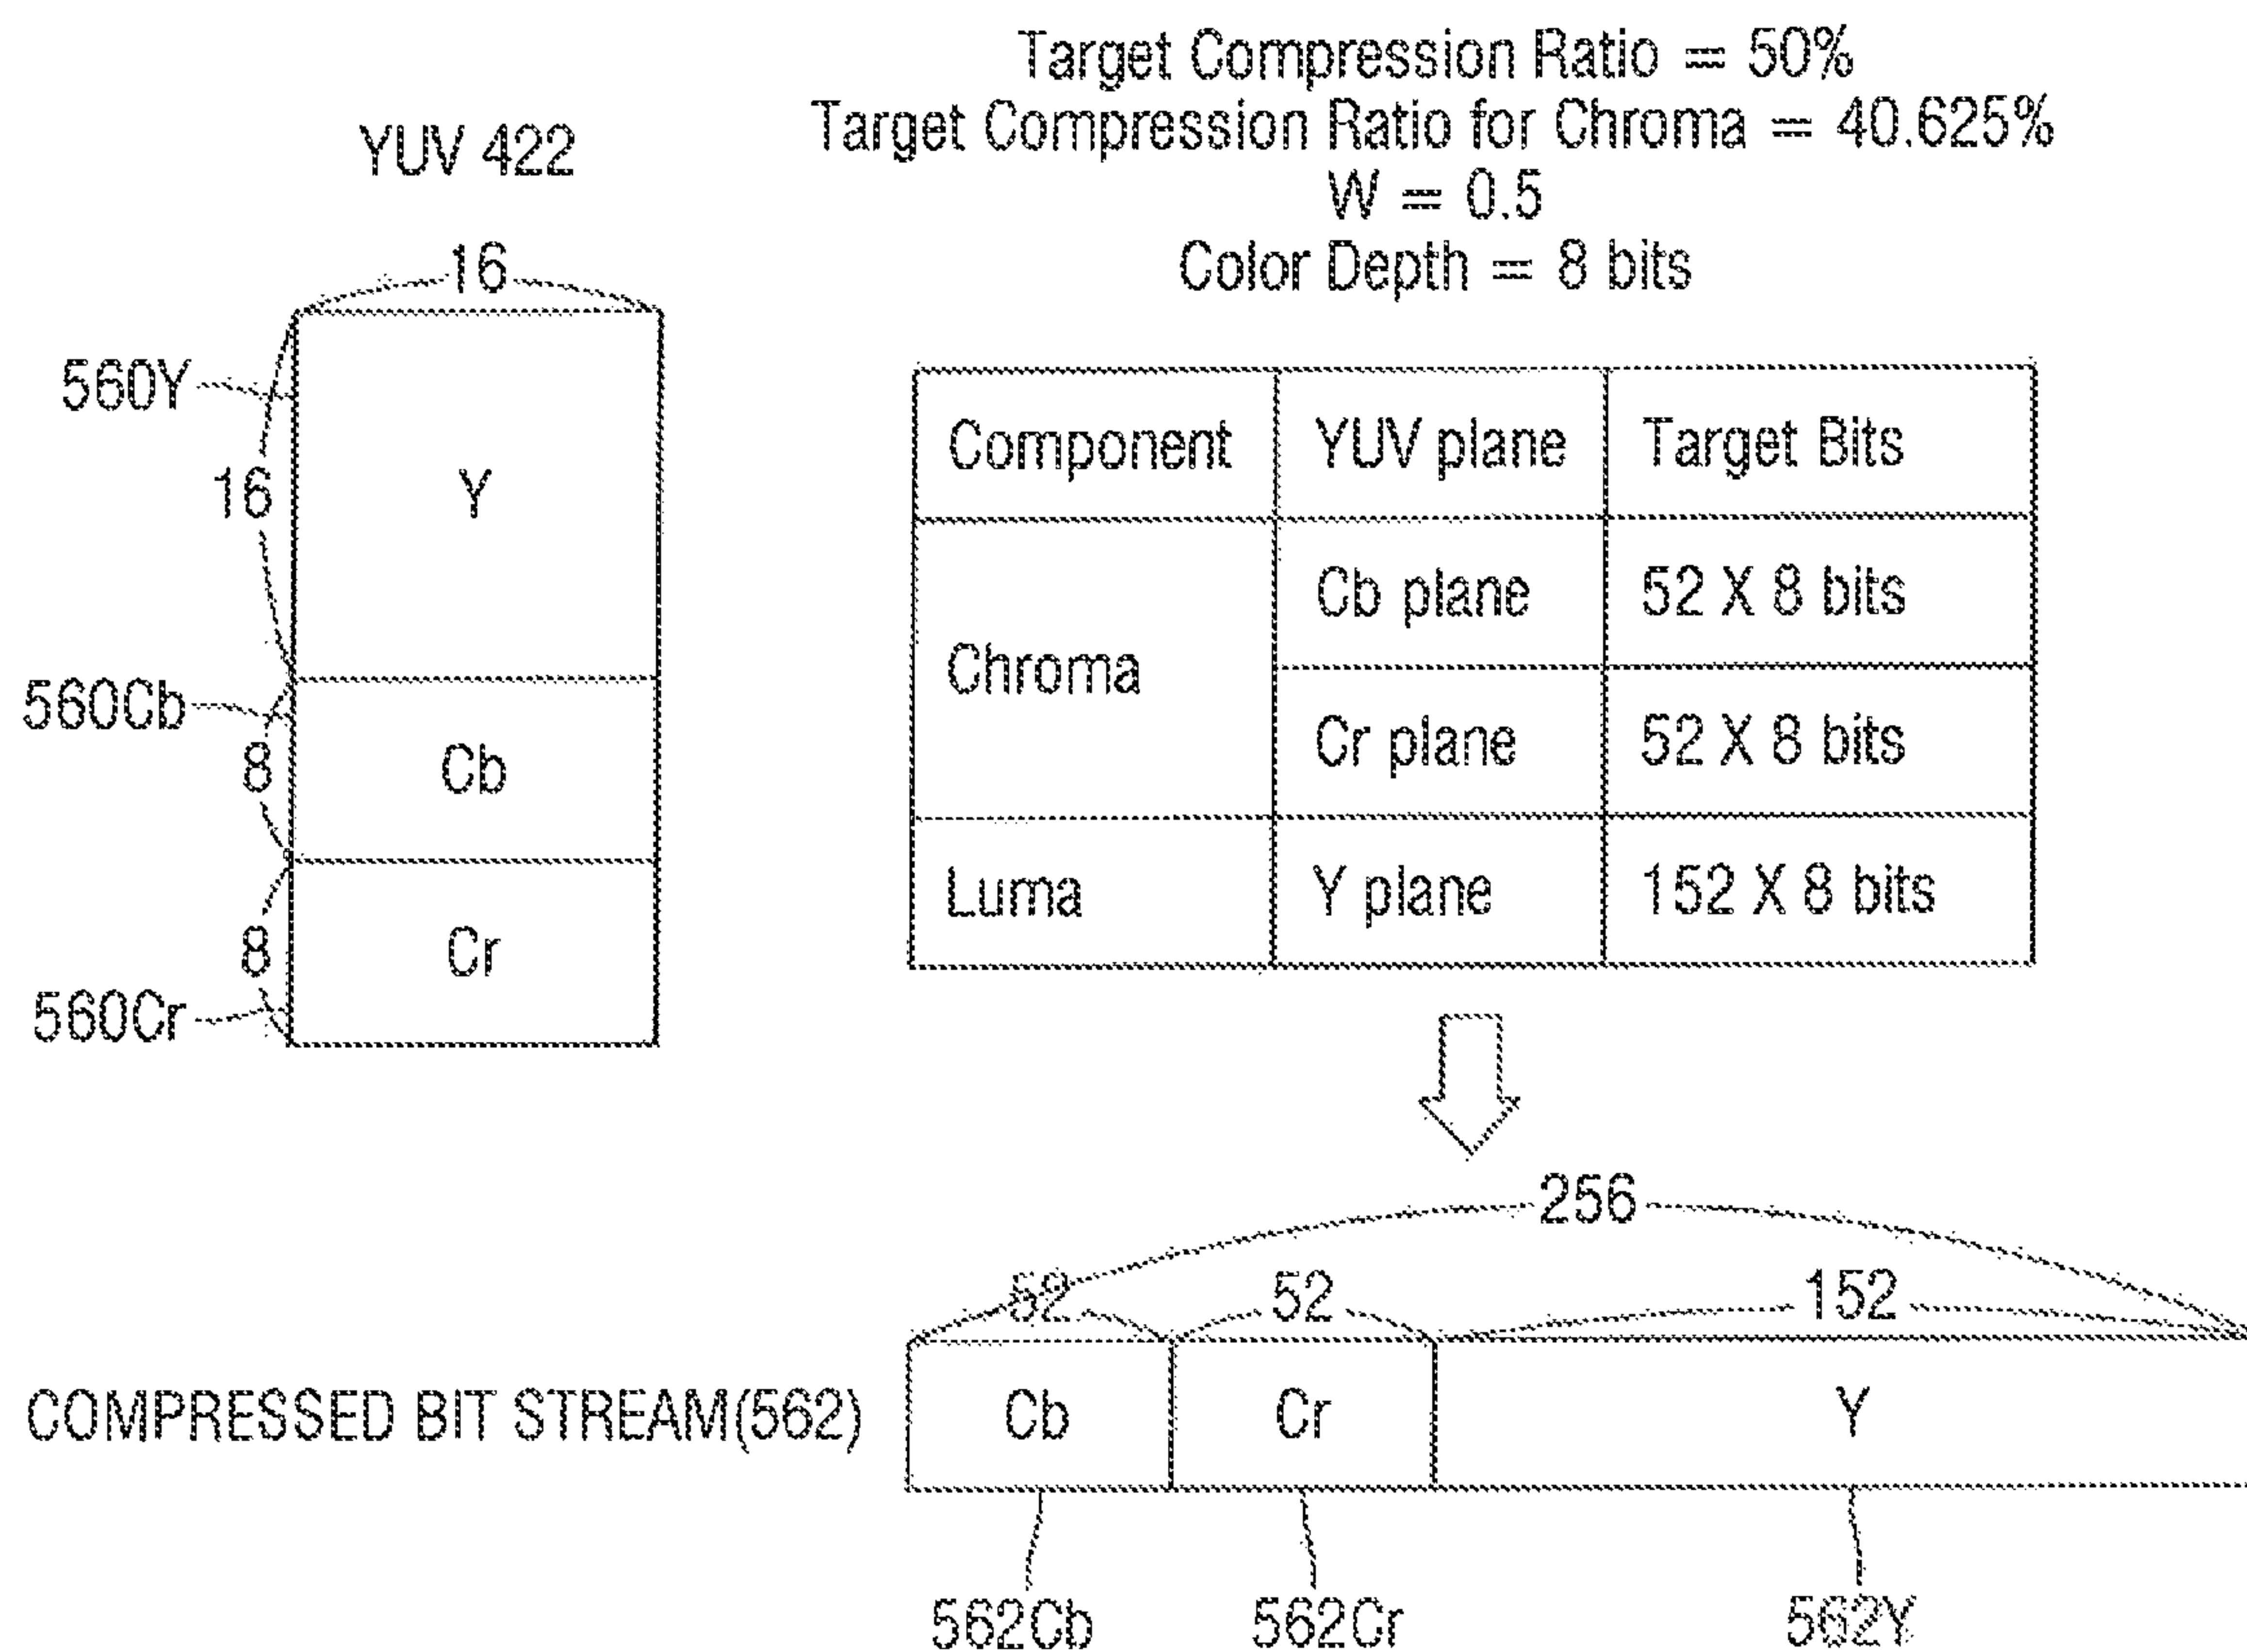 Target Compression Ratio = 50%
Target Compression Ratio for Chroma = 40.625%
W = 0.5
Color Depth = 8 bits
YUV 422
16
560Y
16
Y
560Cb
8
Cb
8
Cr
560Cr
Component YUV plane Target Bits
Chroma
Cb plane 52 X 8 bits
Cr plane 52 X 8 bits
Luma Y plane 152 X 8 bits
256
52 52 152
COMPRESSED BIT STREAM(562)
Cb Cr Y
562Cb 562Cr 562Y